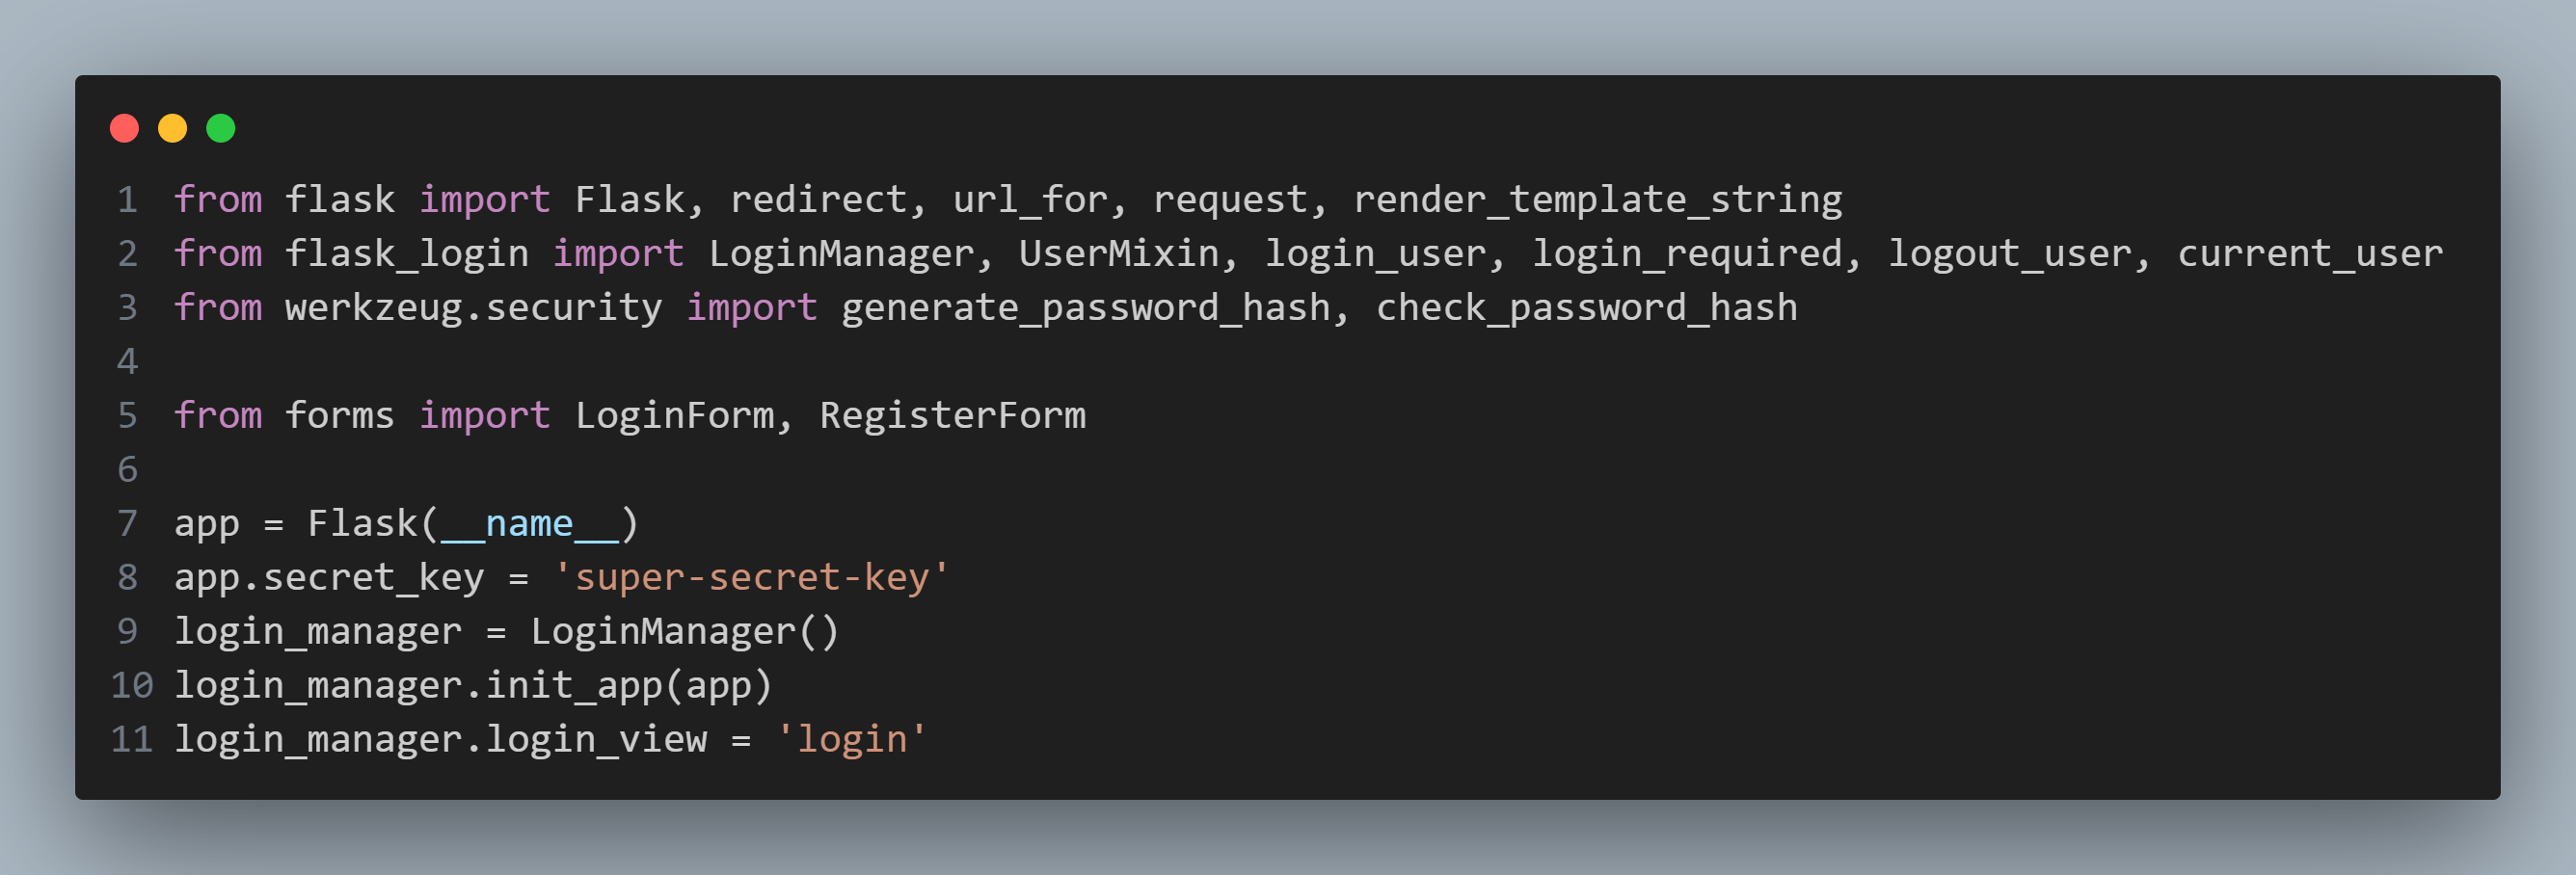 1 from flask import Flask, redirect, url_for, request, render_template_string
2 from flask_login import LoginManager, UserMixin, login_user, login_required, logout_user, current_user
3 from werkzeug.security import generate_password_hash, check_password_hash
4
5 from forms import LoginForm, RegisterForm
6
7 app = Flask(__name__)
8 app.secret_key = 'super-secret-key'
9 login_manager = LoginManager()
10 login_manager.init_app(app)
11 login_manager.login_view = 'login'